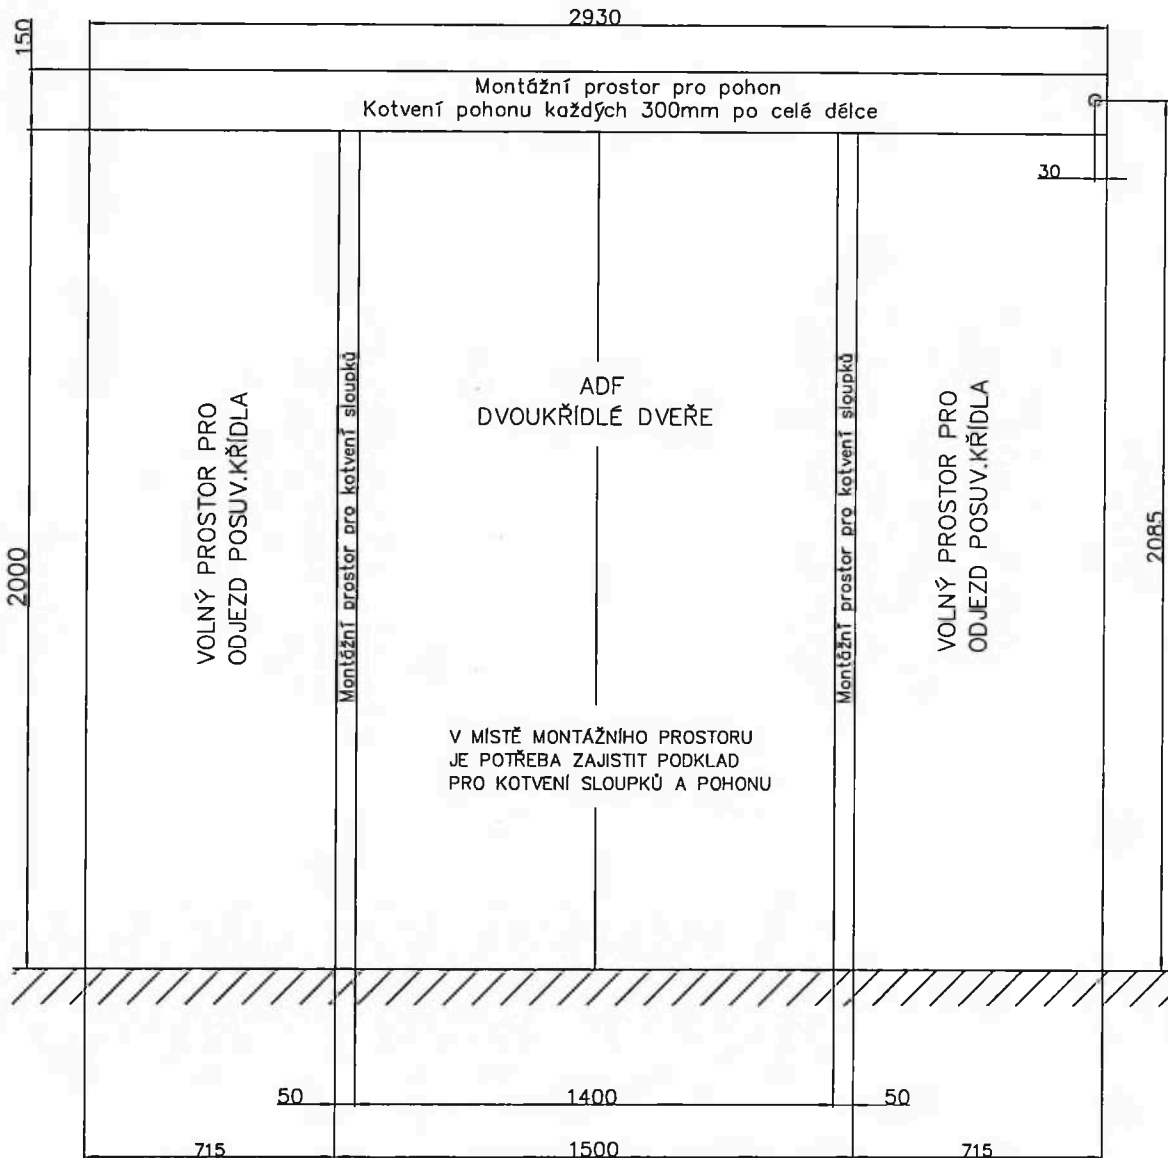 2930
150
Montážní prostor pro pohon
Kotvení pohonu každých 300mm po celé délce
30
ADF
DVOUKŘÍDLÉ DVEŘE
VOLNÝ PROSTOR PRO
ODJEZD POSUV.KŘÍDLA
Montážní prostor pro kotvení sloupků
Montážní prostor pro kotvení sloupků
VOLNÝ PROSTOR PRO
ODJEZD POSUV.KŘÍDLA
2000
2085
V MÍSTĚ MONTÁŽNÍHO PROSTORU
JE POTŘEBA ZAJISTIT PODKLAD
PRO KOTVENÍ SLOUPKŮ A POHONU
50
1400
50
715
1500
715